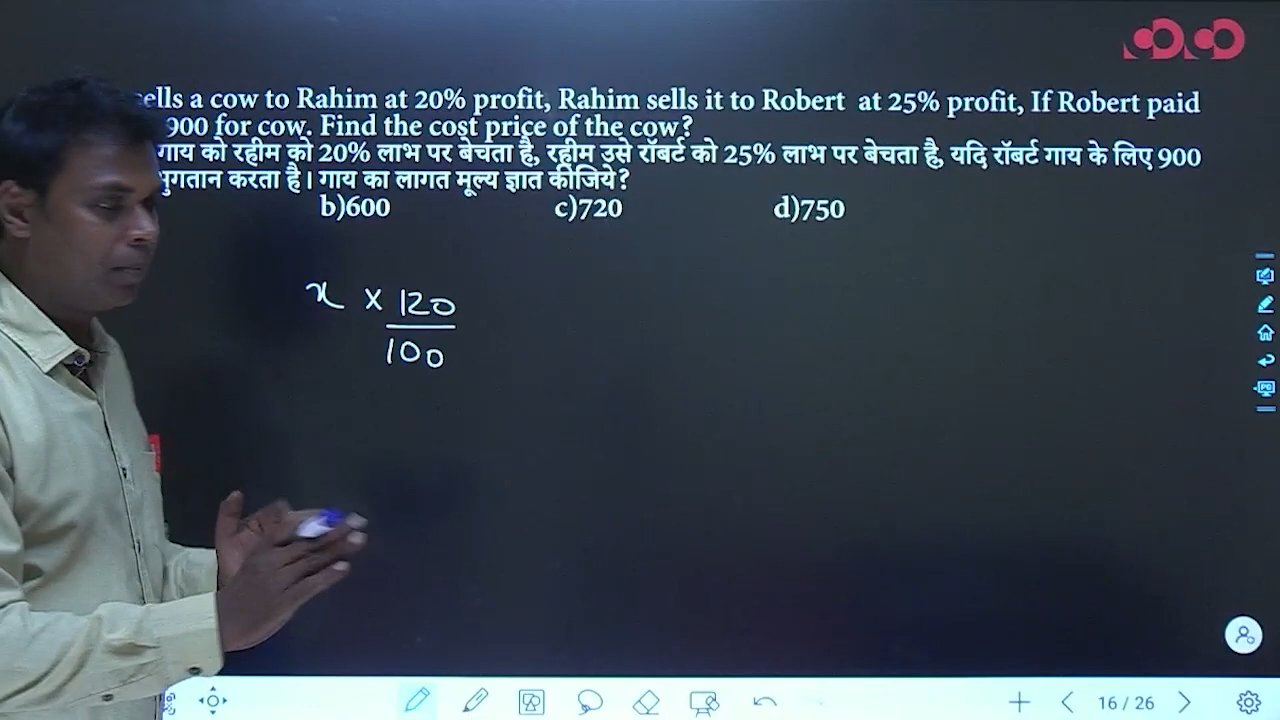 sells a cow to Rahim at 20% profit, Rahim sells it to Robert at 25% profit, If Robert paid
900 for cow. Find the cost price of the cow?
गाय को रहीम को 20% लाभ पर बेचता है, रहीम उसे रॉबर्ट को 25% लाभ पर बेचता है, यदि रॉबर्ट गाय के लिए 900
भुगतान करता है। गाय का लागत मूल्य ज्ञात कीजिये?
b)600 c)720 d)750
x × 120
100
16 / 26